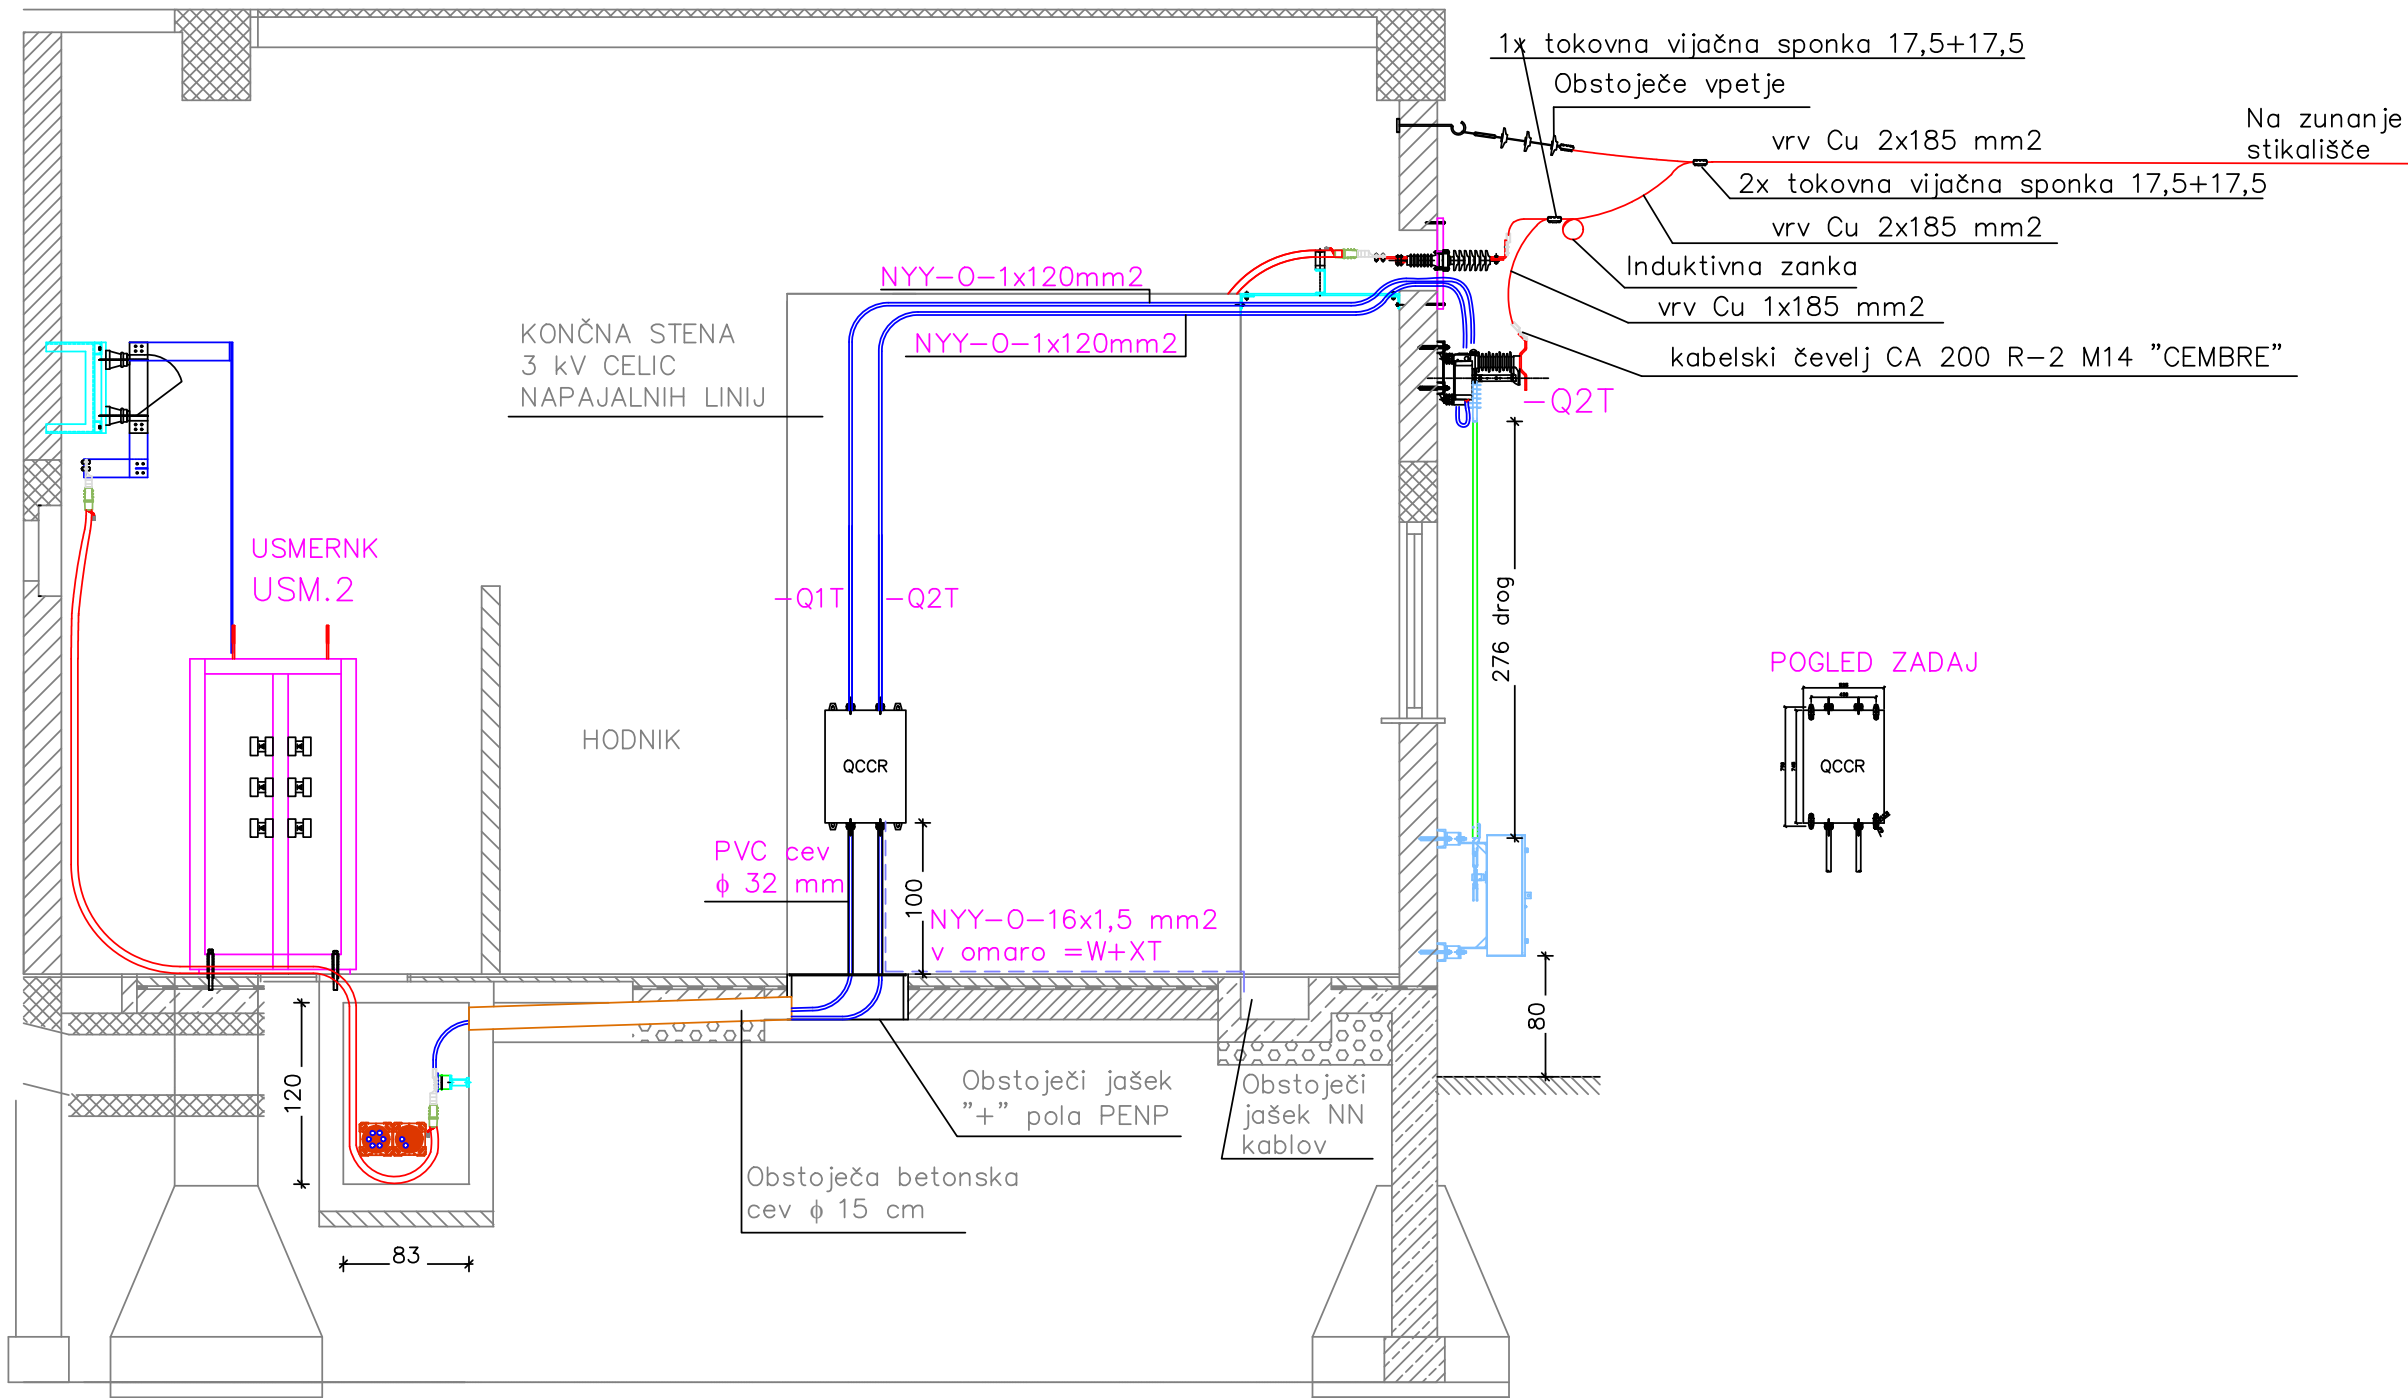 1x tokovna vijačna sponka 17,5+17,5
Obstoječe vpetje
Na zunanje
stikališče
vrv Cu 2x185 mm2
2x tokovna vijačna sponka 17,5+17,5
vrv Cu 2x185 mm2
Induktivna zanka
vrv Cu 1x185 mm2
kabelski čevelj CA 200 R-2 M14 "CEMBRE"
-Q2T
NYY-O-1x120mm2
NYY-O-1x120mm2
KONČNA STENA
3 kV CELIC
NAPAJALNIH LINIJ
USMERNK
USM.2
-Q1T
-Q2T
276 drog
POGLED ZADAJ
HODNIK
QCCR
QCCR
PVC cev
ϕ 32 mm
100
NYY-O-16x1,5 mm2
v omaro =W+XT
80
120
83
Obstoječi jašek
"+" pola PENP
Obstoječi
jašek NN
kablov
Obstoječa betonska
cev ϕ 15 cm